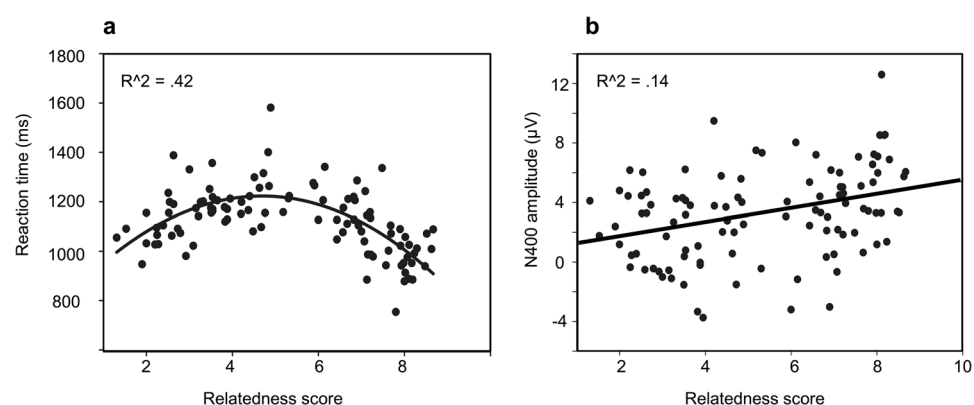 a
R^2 = .42
Reaction time (ms)
1800
1600
1400
1200
1000
800
2
4
6
8
Relatedness score
b
R^2 = .14
N400 amplitude (µV)
12
8
4
0
-4
2
4
6
8
10
Relatedness score